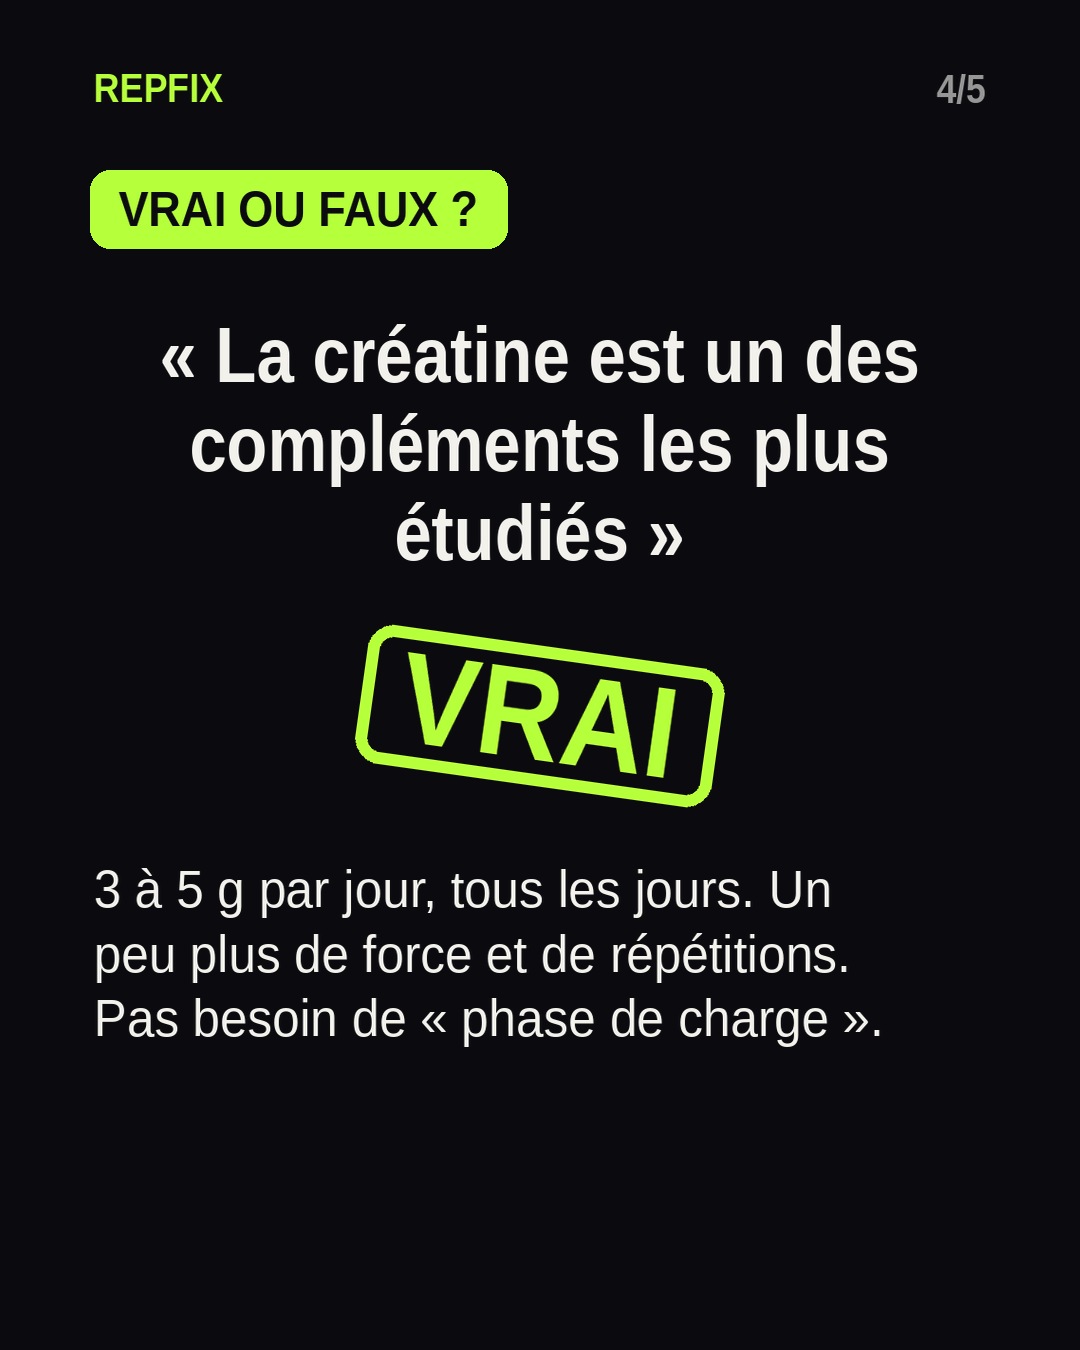 REPFIX
4/5
VRAI OU FAUX ?
« La créatine est un des
compléments les plus
étudiés »
VRAI
3 à 5 g par jour, tous les jours. Un
peu plus de force et de répétitions.
Pas besoin de « phase de charge ».